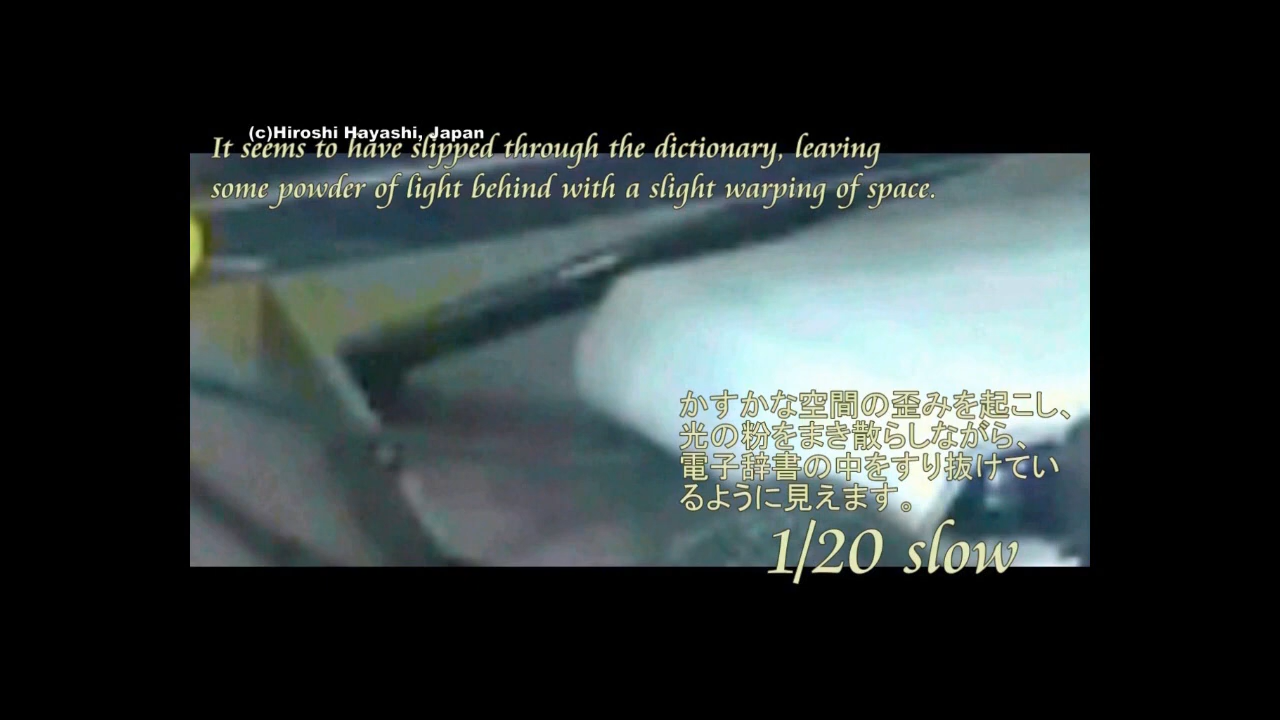 (c)Hiroshi Hayashi, Japan
It seems to have slipped through the dictionary, leaving
some powder of light behind with a slight warping of space.
かすかな空間の歪みを起こし、
光の粉をまき散らしながら、
電子辞書の中をすり抜けてい
るように見えます。
1/20 slow